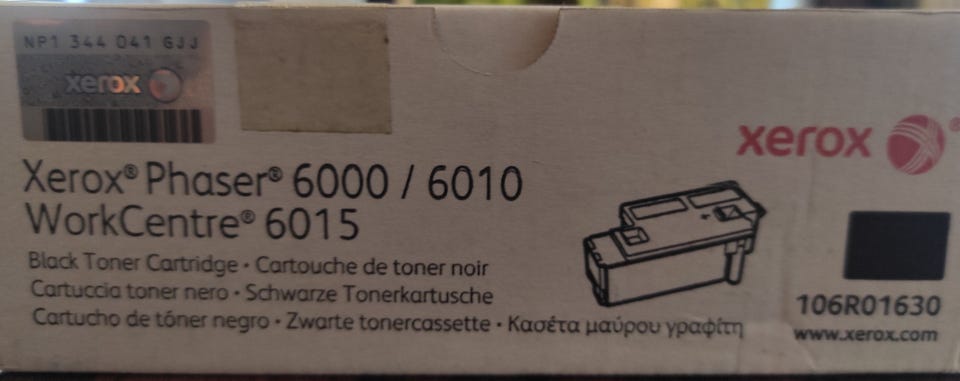 NP1 344 041 GJJ
xerox
xerox
Xerox® Phaser® 6000 / 6010
WorkCentre® 6015
Black Toner Cartridge · Cartouche de toner noir
Cartuccia toner nero · Schwarze Tonerkartusche
Cartucho de tóner negro · Zwarte tonercassette · Κασέτα μαύρου γραφίτη
106R01630
www.xerox.com